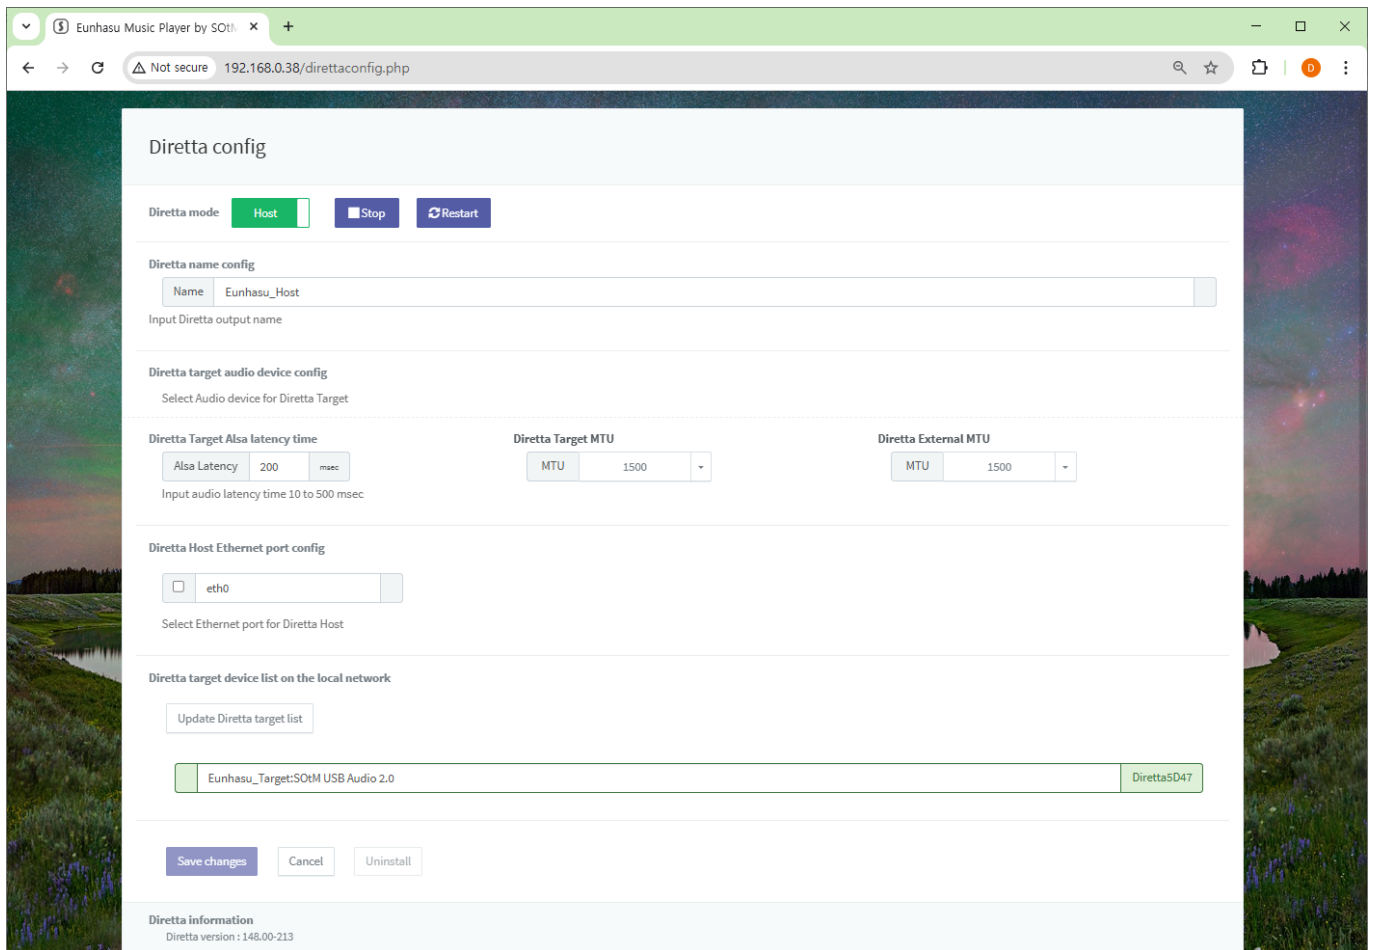 Eunhasu Music Player by SOtM
Not secure 192.168.0.38/direttaconfig.php
D
Diretta config
Diretta mode Host Stop Restart
Diretta name config
Name Eunhasu_Host
Input Diretta output name
Diretta target audio device config
Select Audio device for Diretta Target
Diretta Target Alsa latency time Diretta Target MTU Diretta External MTU
Alsa Latency 200 msec MTU 1500 MTU 1500
Input audio latency time 10 to 500 msec
Diretta Host Ethernet port config
eth0
Select Ethernet port for Diretta Host
Diretta target device list on the local network
Update Diretta target list
Eunhasu_Target:SOtM USB Audio 2.0 Diretta5D47
Save changes Cancel Uninstall
Diretta information
Diretta version : 148.00-213